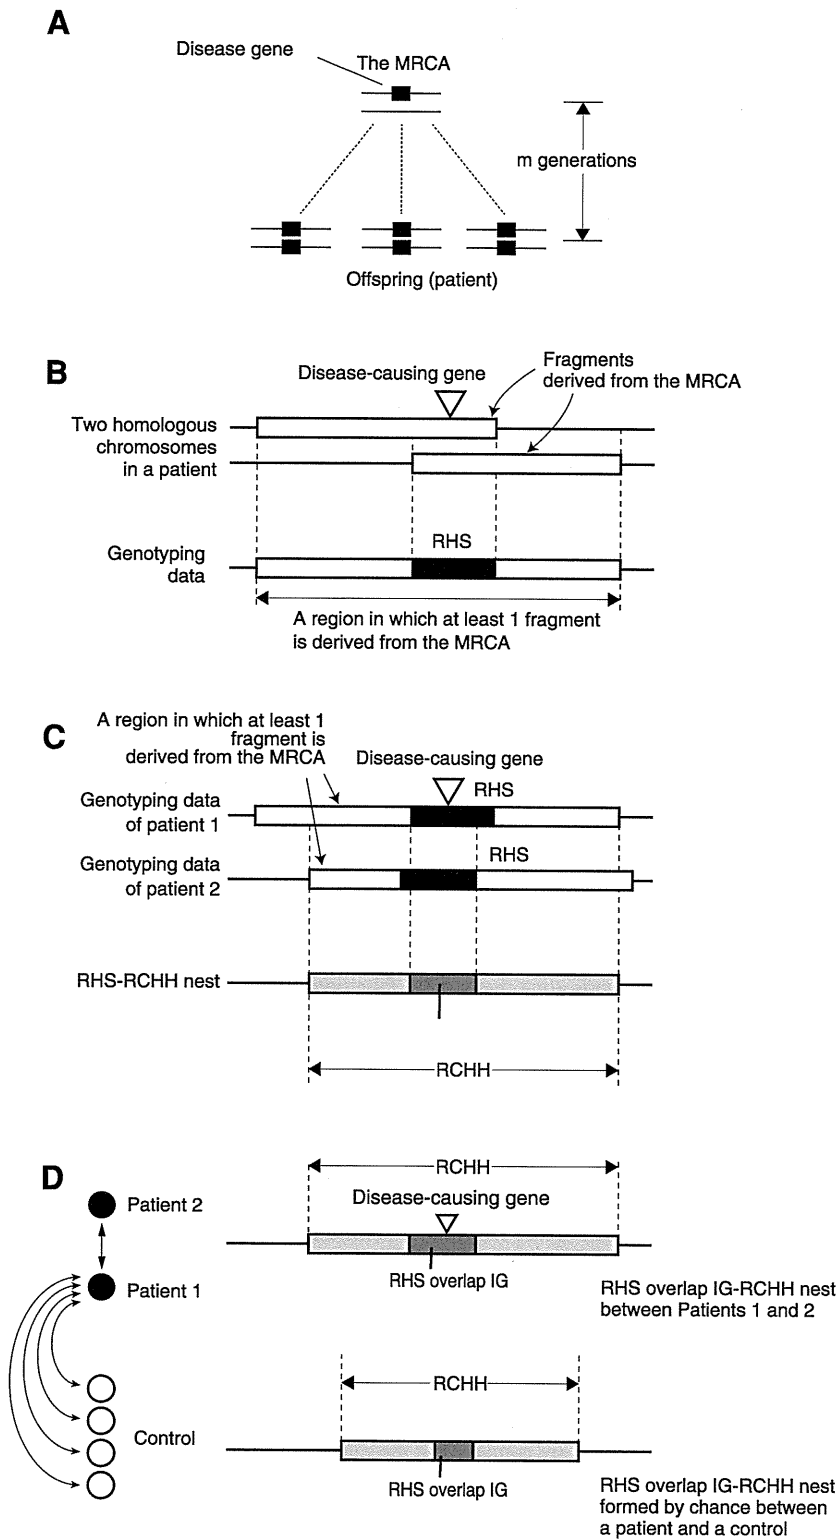 A
Disease gene
The MRCA
m generations
Offspring (patient)
B
Disease-causing gene
Fragments
derived from the MRCA
Two homologous
chromosomes
in a patient
RHS
Genotyping
data
A region in which at least 1 fragment
is derived from the MRCA
C
A region in which at least 1
fragment is
derived from the MRCA
Disease-causing gene
RHS
Genotyping data
of patient 1
RHS
Genotyping data
of patient 2
RHS-RCHH nest
RCHH
D
RCHH
Patient 2
Disease-causing gene
RHS overlap IG
Patient 1
RHS overlap IG-RCHH nest
between Patients 1 and 2
RCHH
Control
RHS overlap IG
RHS overlap IG-RCHH nest
formed by chance between
a patient and a control